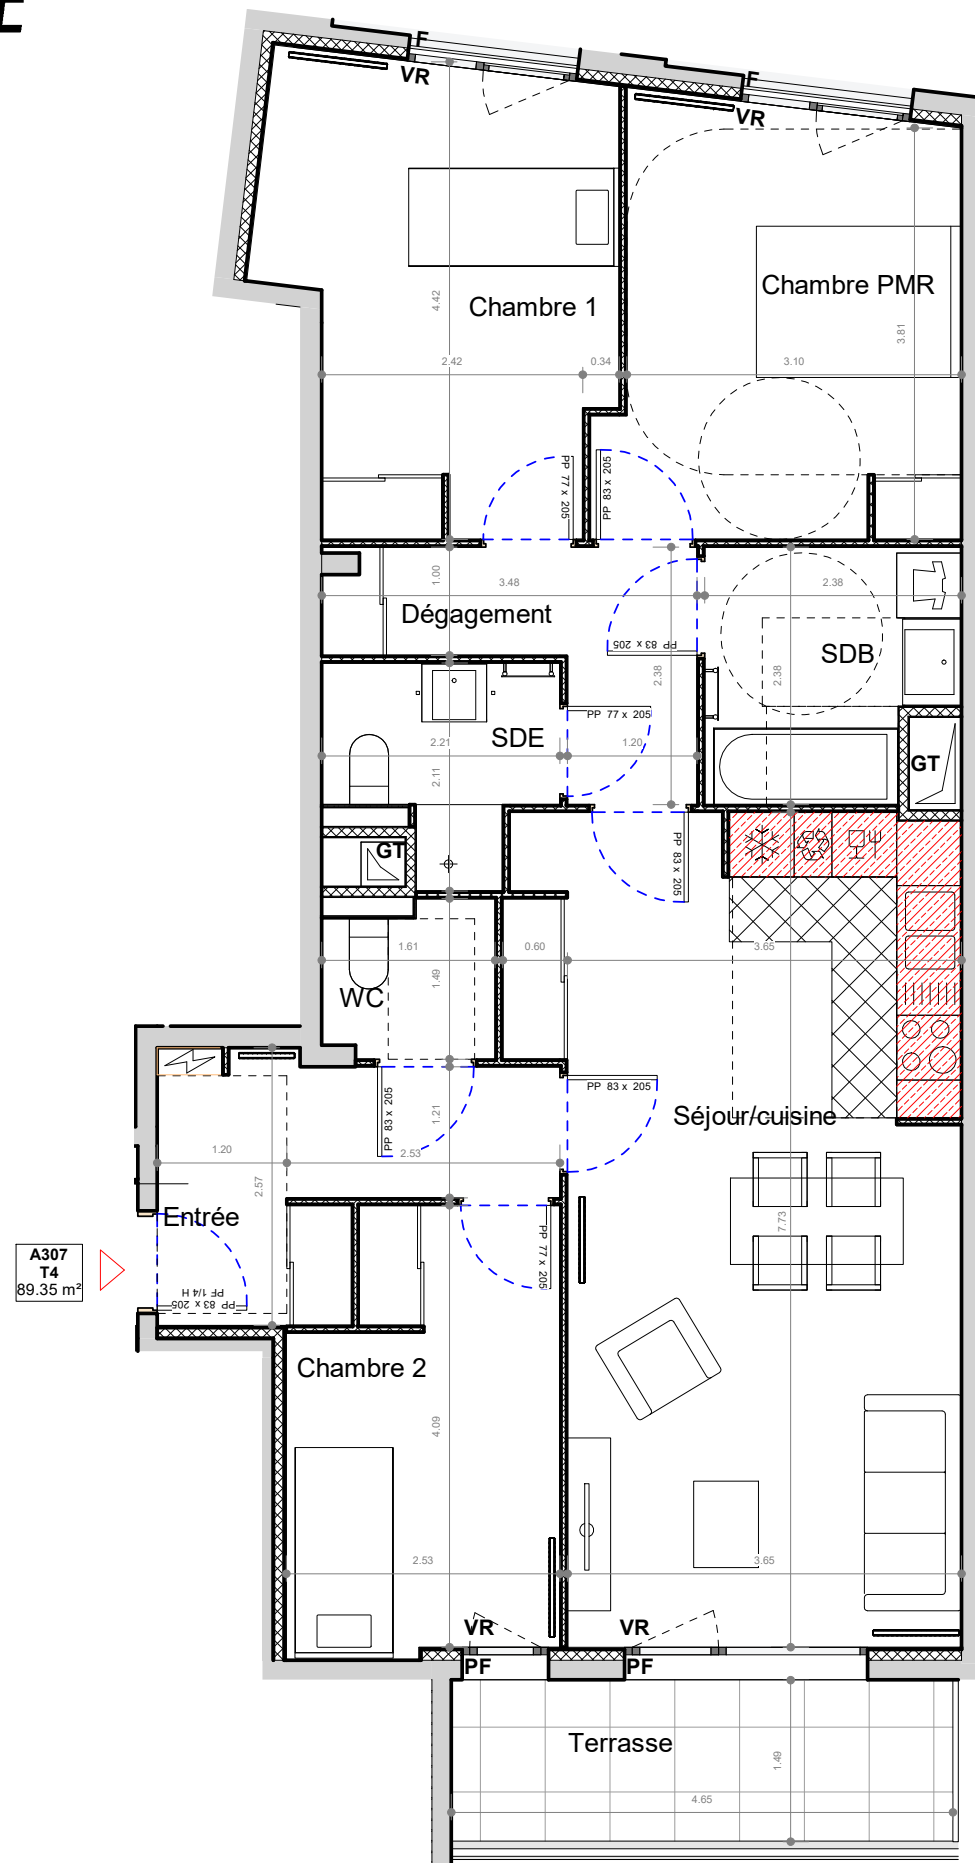 F
VR
F
VR
Chambre PMR
Chambre 1
4.42
3.81
2.42
0.34
3.10
PP 77 x 205
PP 83 x 205
1.00
3.48
2.38
Dégagement
PP 83 x 205
SDB
2.38
2.38
PP 77 x 205
SDE
2.21
1.20
2.11
GT
GT
PP 83 x 205
1.61
0.60
3.65
1.49
WC
PP 83 x 205
PP 83 x 205
1.21
Séjour/cuisine
1.20
2.53
2.57
Entrée
7.73
PP 77 x 205
A307
T4
89.35 m²
PP 83 x 205
PF 1/4 H
Chambre 2
4.09
2.53
3.65
VR
VR
PF
PF
Terrasse
1.49
4.65